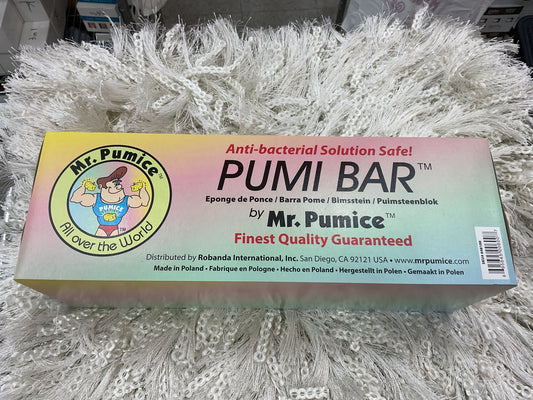 Mr. Pumice™
PUMICE
All over the World
Anti-bacterial Solution Safe!
PUMI BAR™
Eponge de Ponce / Barra Pome / Bimsstein / Puimsteenblok
by Mr. Pumice™
Finest Quality Guaranteed
Distributed by Robanda International, Inc. San Diego, CA 92121 USA • www.mrpumice.com
Made in Poland • Fabrique en Pologne • Hecho en Poland • Hergestellt in Polen • Gemaakt in Polen